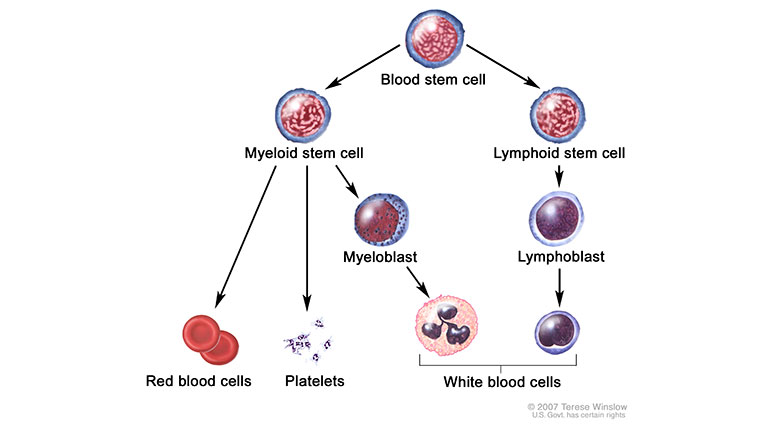 Blood stem cell
Myeloid stem cell
Lymphoid stem cell
Myeloblast
Lymphoblast
Red blood cells
Platelets
White blood cells
© 2007 Terese Winslow
U.S. Govt. has certain rights